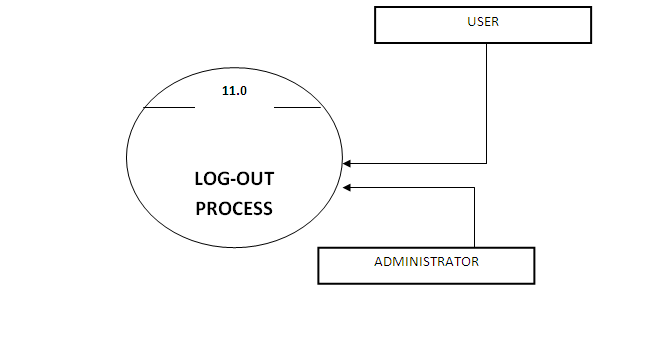 USER
11.0
LOG-OUT
PROCESS
ADMINISTRATOR